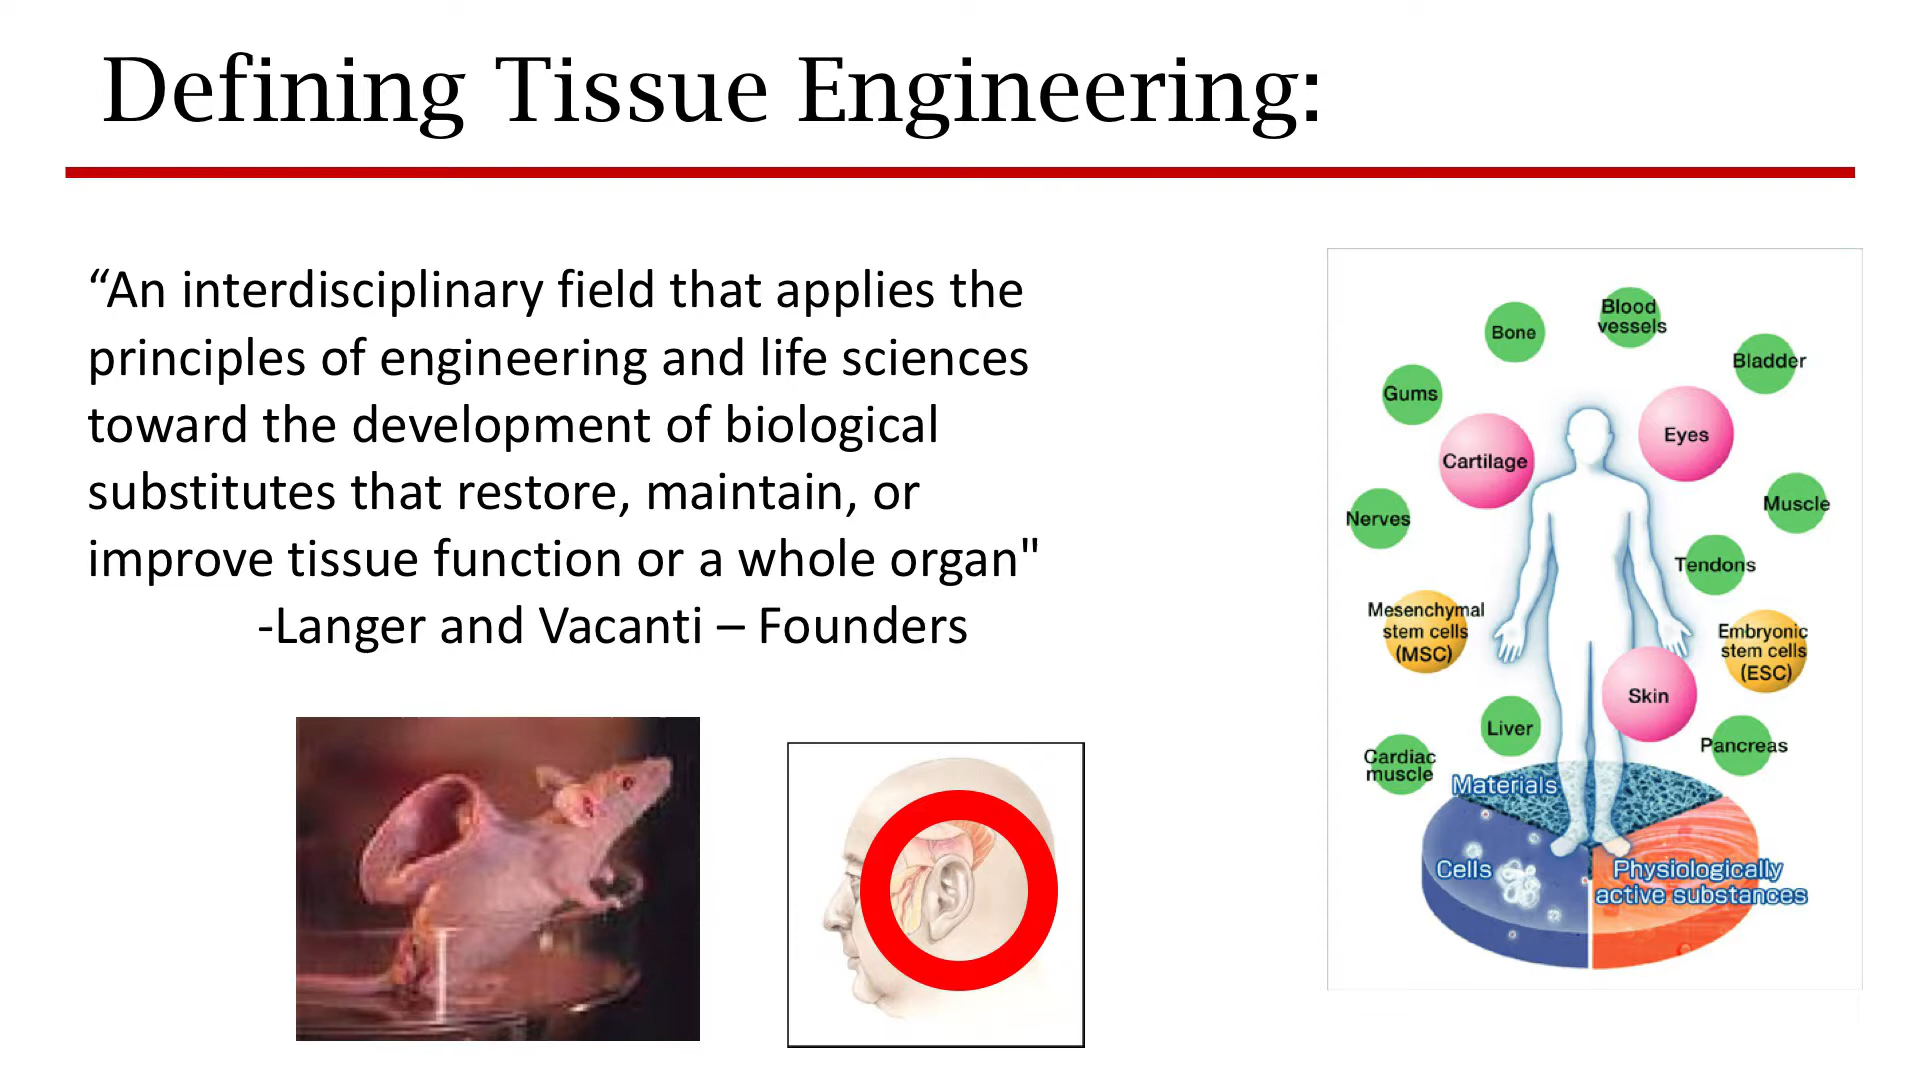 Defining Tissue Engineering:
“An interdisciplinary field that applies the
principles of engineering and life sciences
toward the development of biological
substitutes that restore, maintain, or
improve tissue function or a whole organ"
-Langer and Vacanti – Founders
Blood
vessels
Bone
Bladder
Gums
Eyes
Cartilage
Muscle
Nerves
Tendons
Mesenchymal
stem cells
(MSC)
Embryonic
stem cells
(ESC)
Skin
Liver
Pancreas
Cardiac
muscle
Materials
Cells
Physiologically
active substances